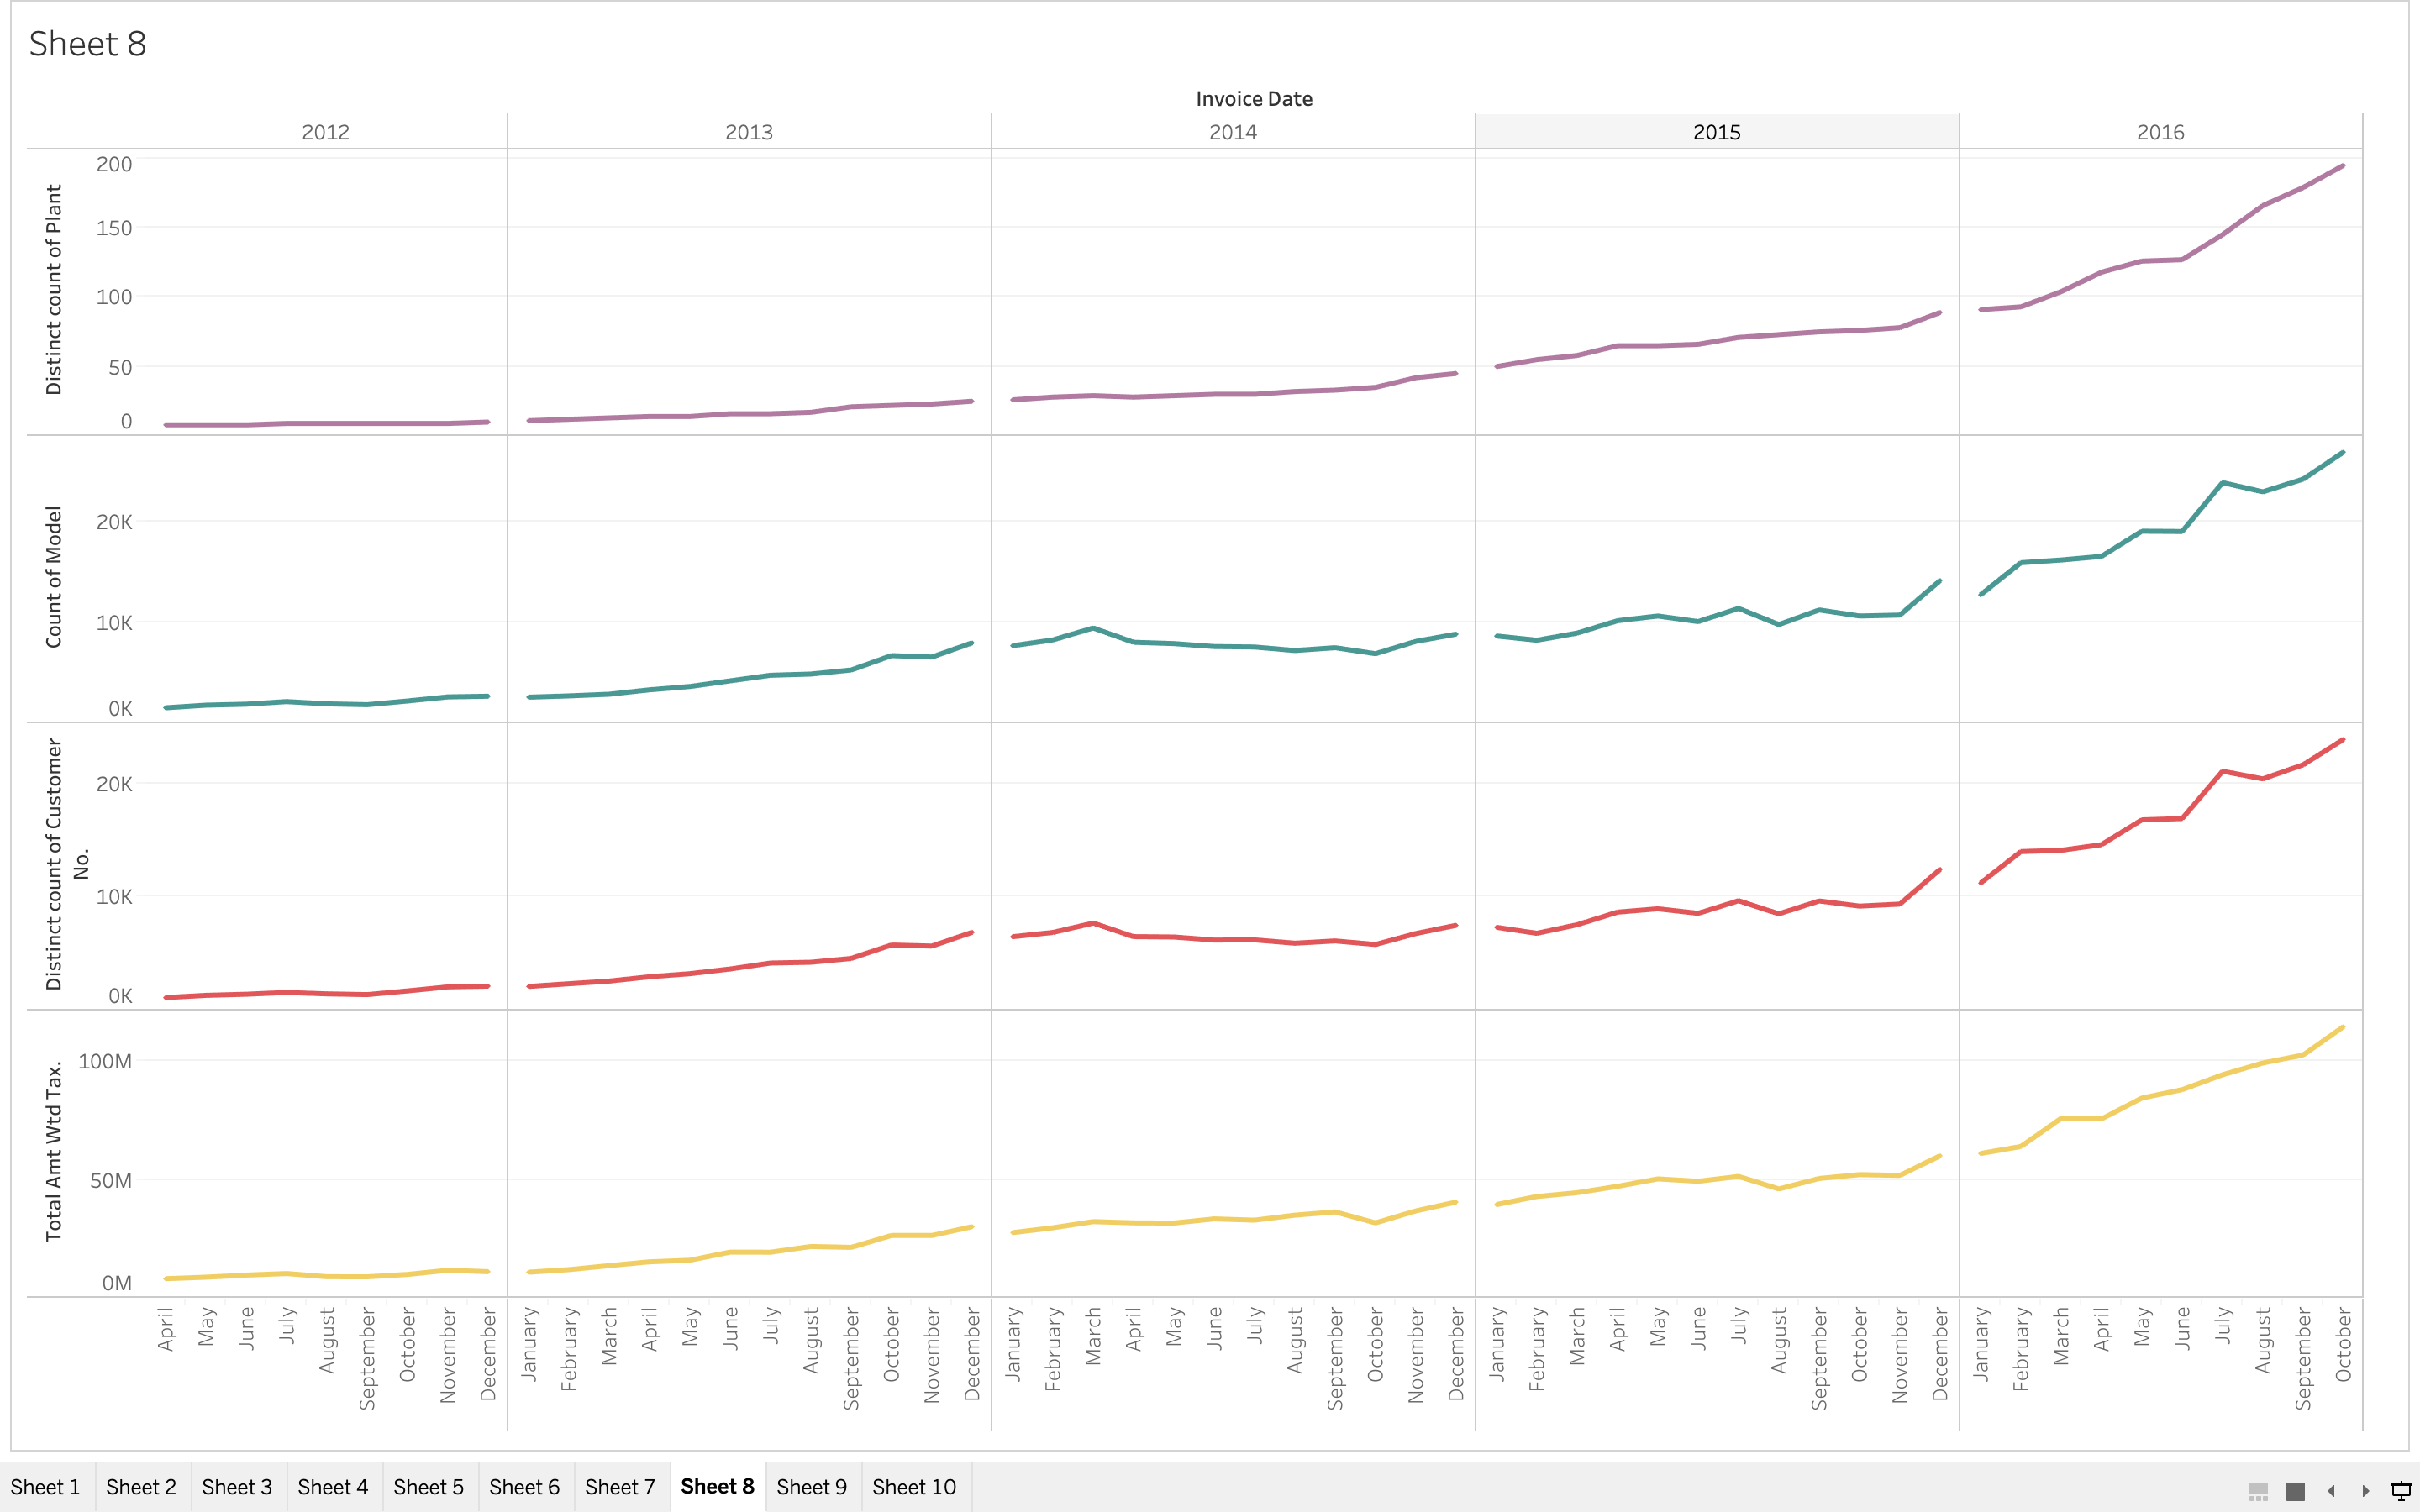 Sheet 8
Invoice Date
2012 2013 2014 2015 2016
Distinct count of Plant
200
150
100
50
0
Count of Model
20K
10K
0K
Distinct count of Customer
No.
20K
10K
0K
Total Amt Wtd Tax.
100M
50M
0M
April May June July August September October November December January February March April May June July August September October November December January February March April May June July August September October November December January February March April May June July August September October November December January February March April May June July August September October
Sheet 1 Sheet 2 Sheet 3 Sheet 4 Sheet 5 Sheet 6 Sheet 7 Sheet 8 Sheet 9 Sheet 10